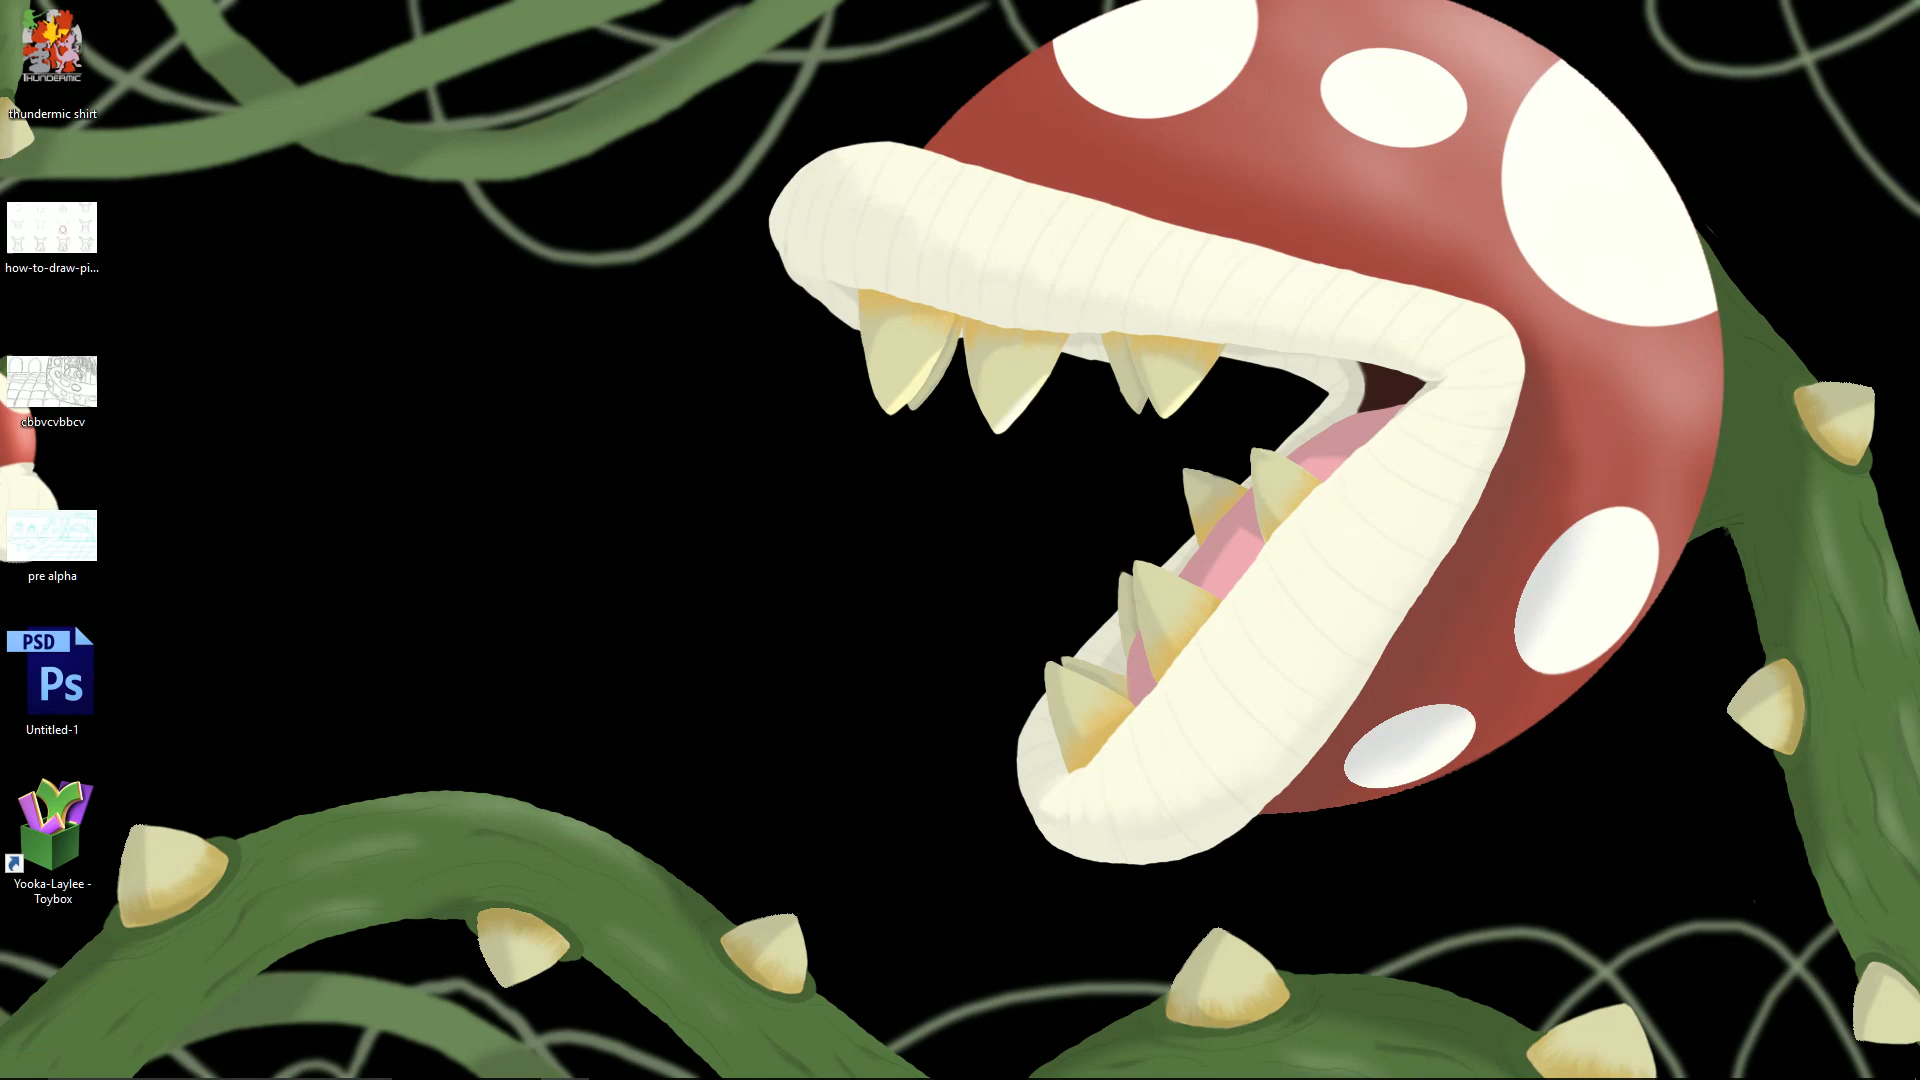 THUNDERMIC
thundermic shirt
how-to-draw-pi...
cbbvcvbbcv
pre alpha
PSD
Ps
Untitled-1
Yooka-Laylee -
Toybox